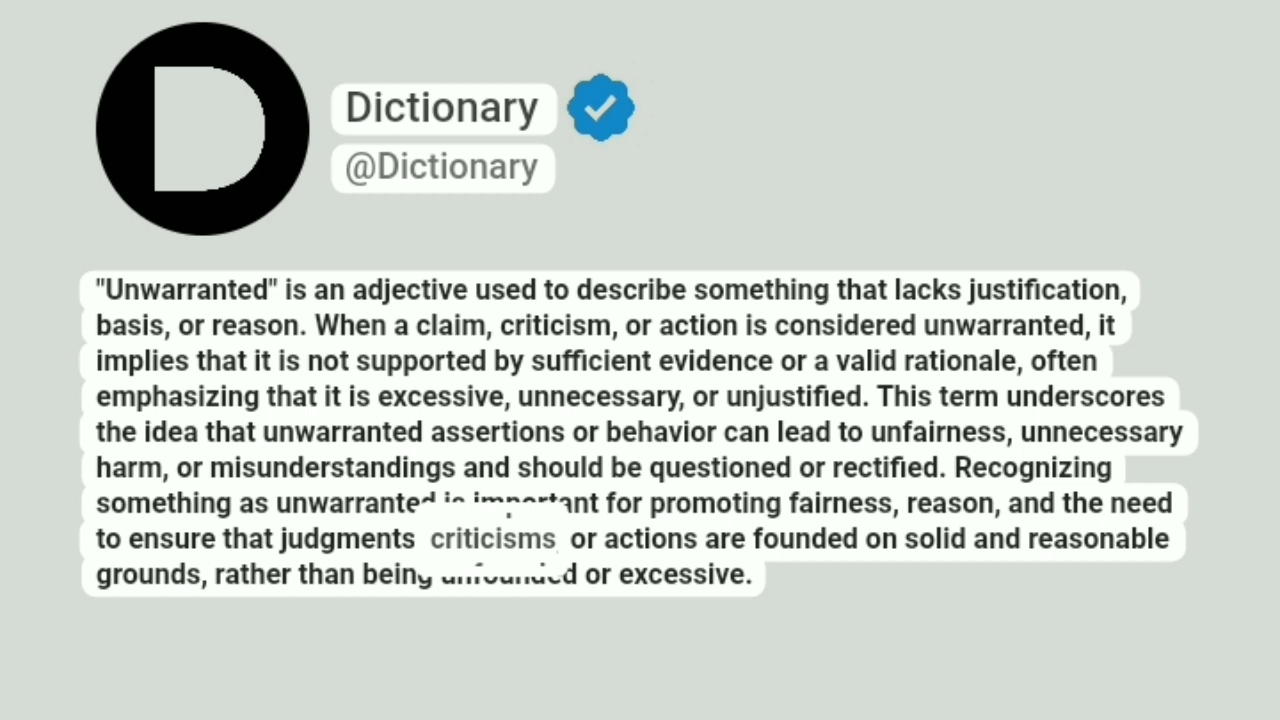 D
Dictionary
@Dictionary
"Unwarranted" is an adjective used to describe something that lacks justification,
basis, or reason. When a claim, criticism, or action is considered unwarranted, it
implies that it is not supported by sufficient evidence or a valid rationale, often
emphasizing that it is excessive, unnecessary, or unjustified. This term underscores
the idea that unwarranted assertions or behavior can lead to unfairness, unnecessary
harm, or misunderstandings and should be questioned or rectified. Recognizing
something as unwarranted is important for promoting fairness, reason, and the need
to ensure that judgments criticisms, or actions are founded on solid and reasonable
grounds, rather than being unfounded or excessive.